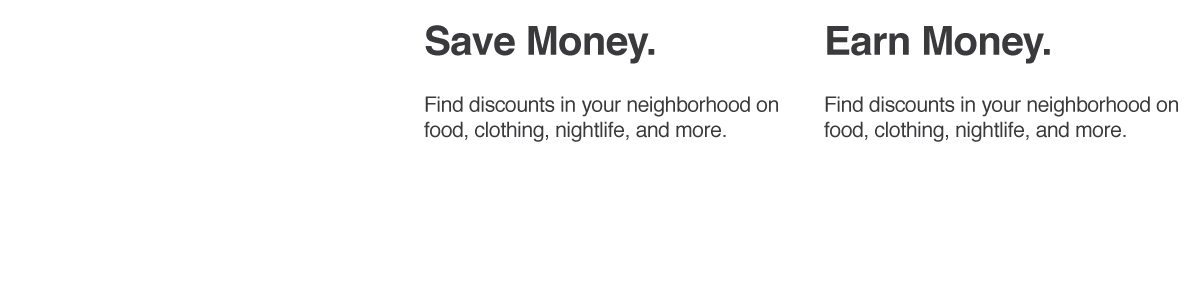 Save Money.
Find discounts in your neighborhood on
food, clothing, nightlife, and more.
Earn Money.
Find discounts in your neighborhood on
food, clothing, nightlife, and more.